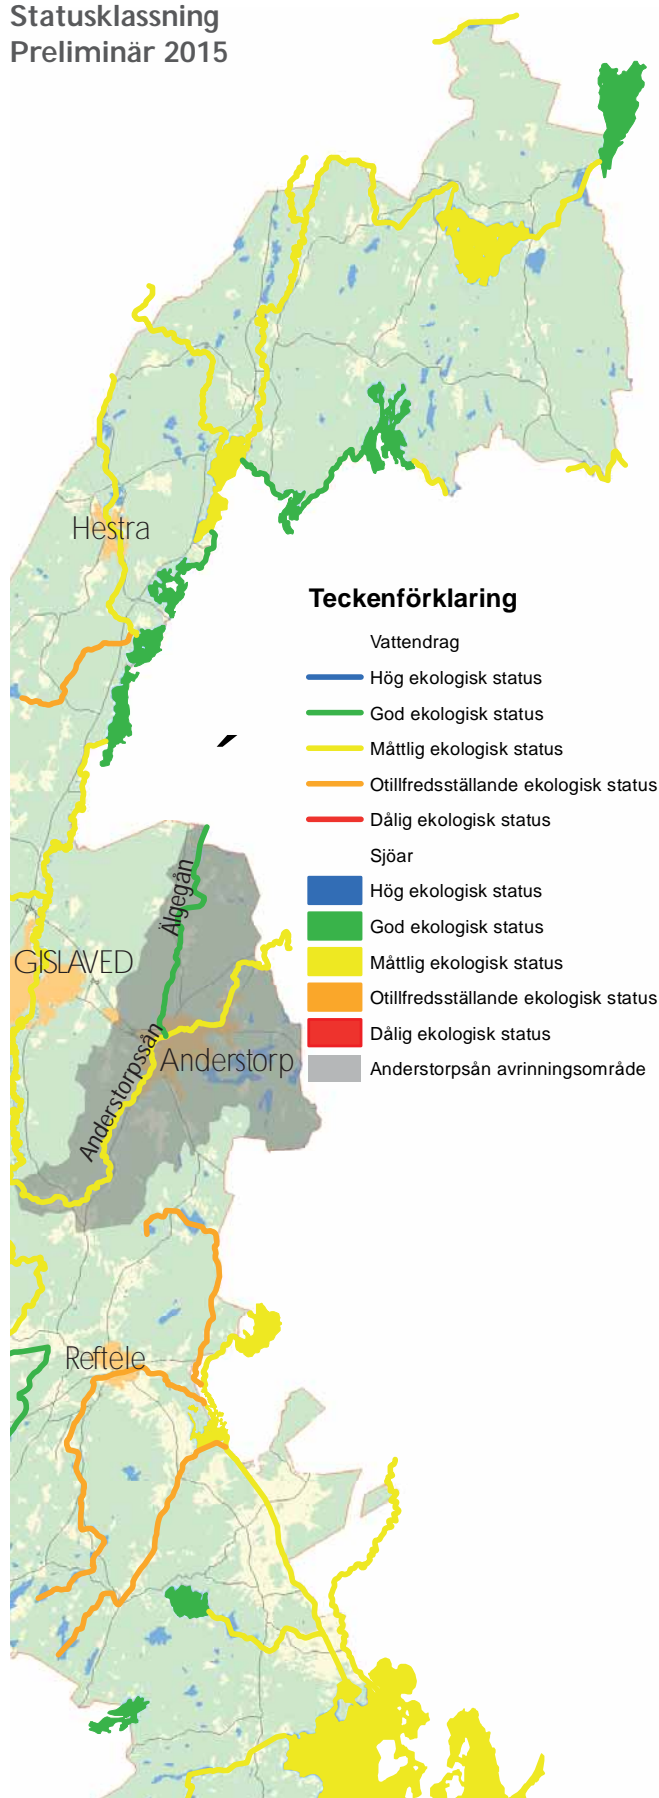 Statusklassning
Preliminär 2015
Hestra
Teckenförklaring
Vattendrag
Hög ekologisk status
God ekologisk status
Måttlig ekologisk status
Otillfredsställande ekologisk status
Dålig ekologisk status
Sjöar
Hög ekologisk status
God ekologisk status
Måttlig ekologisk status
Otillfredsställande ekologisk status
Dålig ekologisk status
Anderstorpsån avrinningsområde
Älgegån
GISLAVED
Anderstorpssån
Anderstorp
Reftele